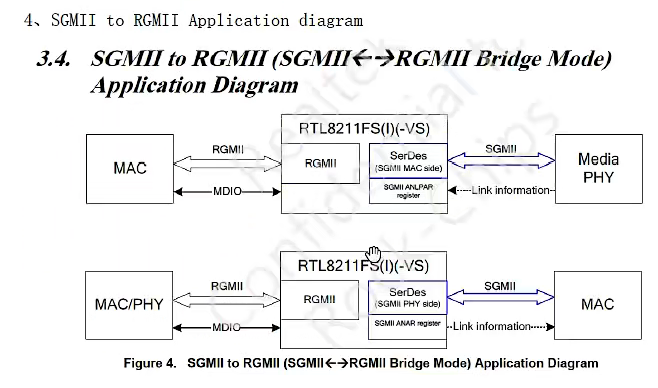 4、SGMII to RGMII Application diagram
3.4. SGMII to RGMII (SGMII←→RGMII Bridge Mode)
Application Diagram
RTL8211FS(I)(-VS)
MAC
RGMII
MDIO
RGMII
SerDes
(SGMII MAC side)
SGMII ANLPAR
register
SGMII
Link information
Media
PHY
RTL8211FS(I)(-VS)
MAC/PHY
RGMII
MDIO
RGMII
SerDes
(SGMII PHY side)
SGMII ANAR register
SGMII
Link information
MAC
Figure 4. SGMII to RGMII (SGMII←→RGMII Bridge Mode) Application Diagram